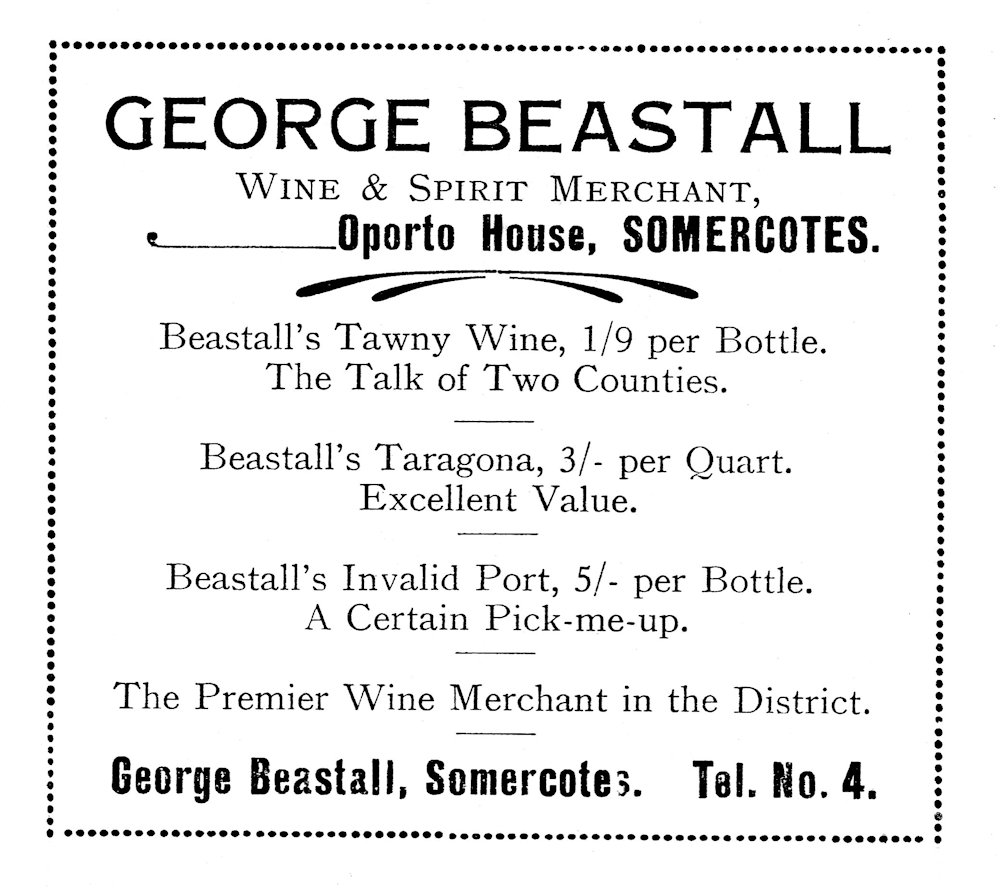 GEORGE BEASTALL
WINE & SPIRIT MERCHANT,
Oporto House, SOMERCOTES.
Beastall's Tawny Wine, 1/9 per Bottle.
The Talk of Two Counties.
Beastall's Taragona, 3/- per Quart.
Excellent Value.
Beastall's Invalid Port, 5/- per Bottle.
A Certain Pick-me-up.
The Premier Wine Merchant in the District.
George Beastall, Somercotes. Tel. No. 4.